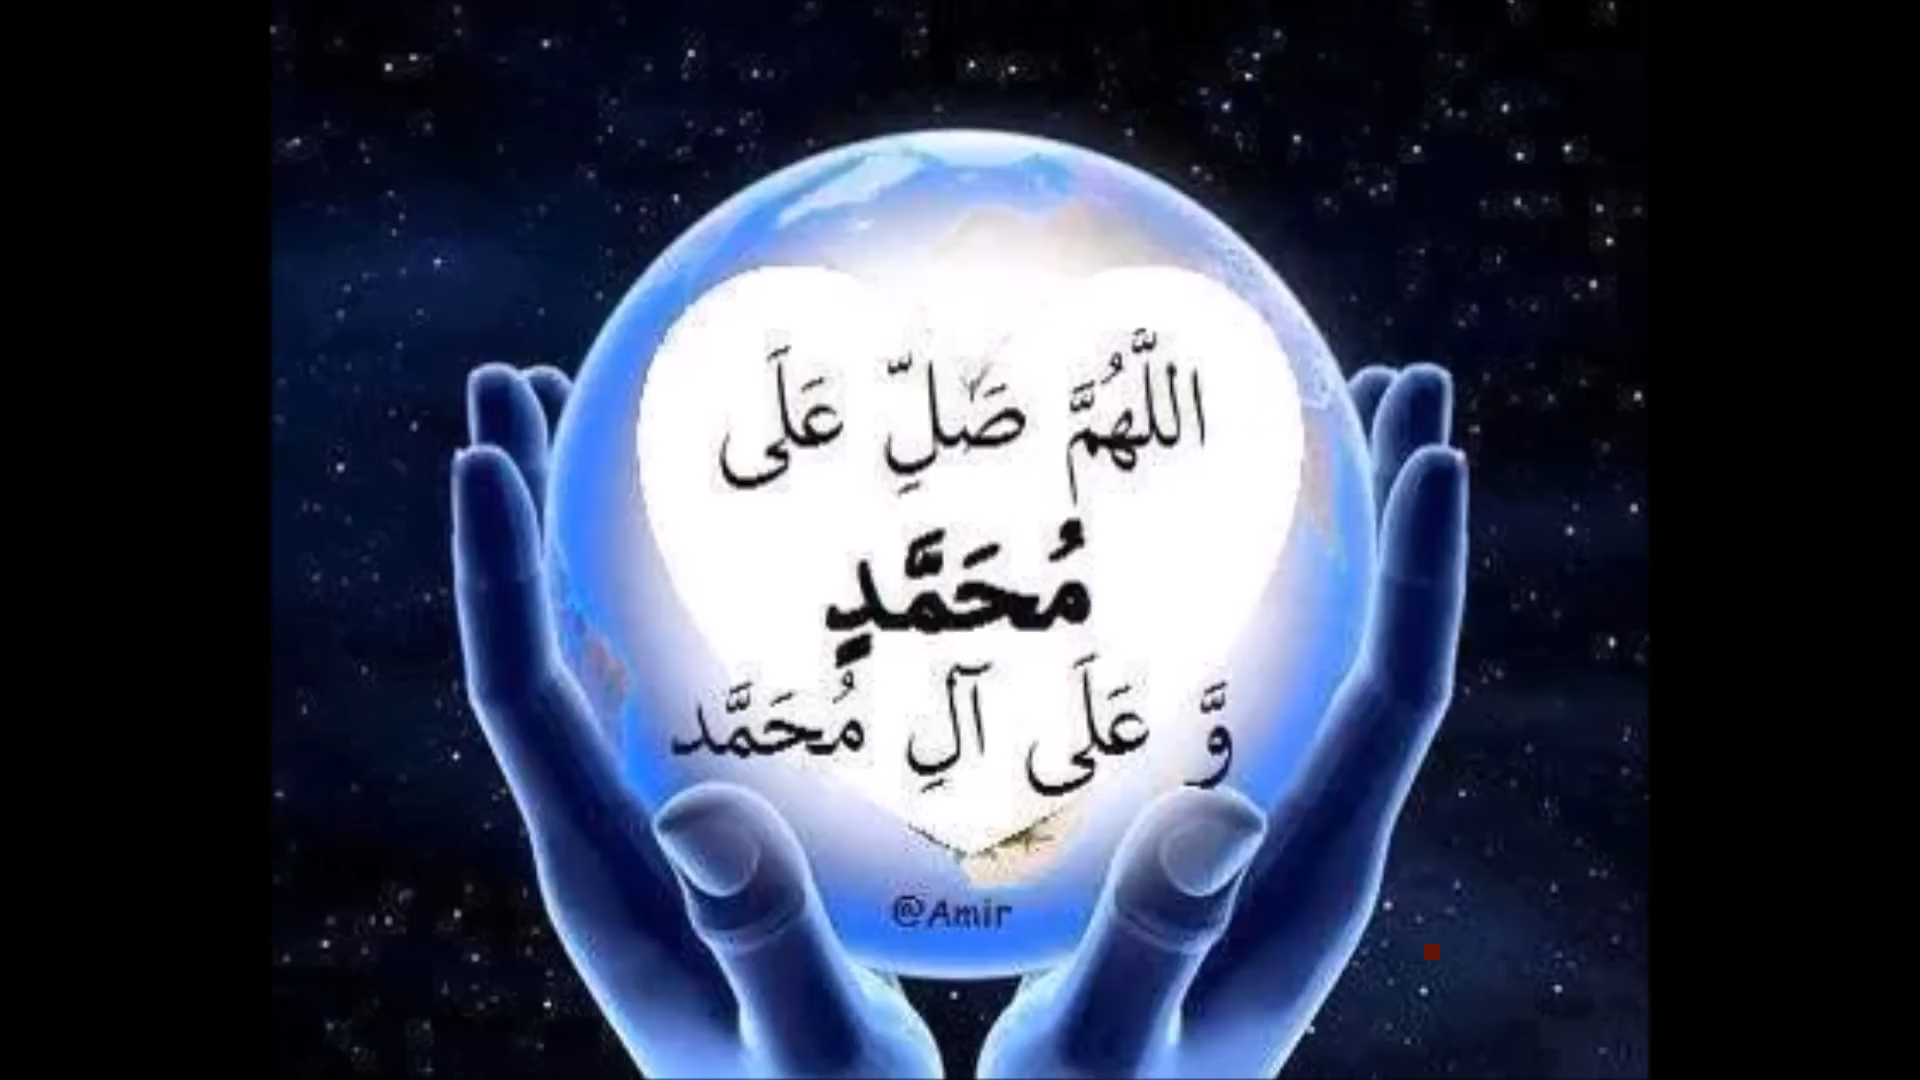 اللَّهُمَّ صَلِّ عَلَى
مُحَمَّدٍ
وَّ عَلَى آلِ مُحَمَّد
@Amir